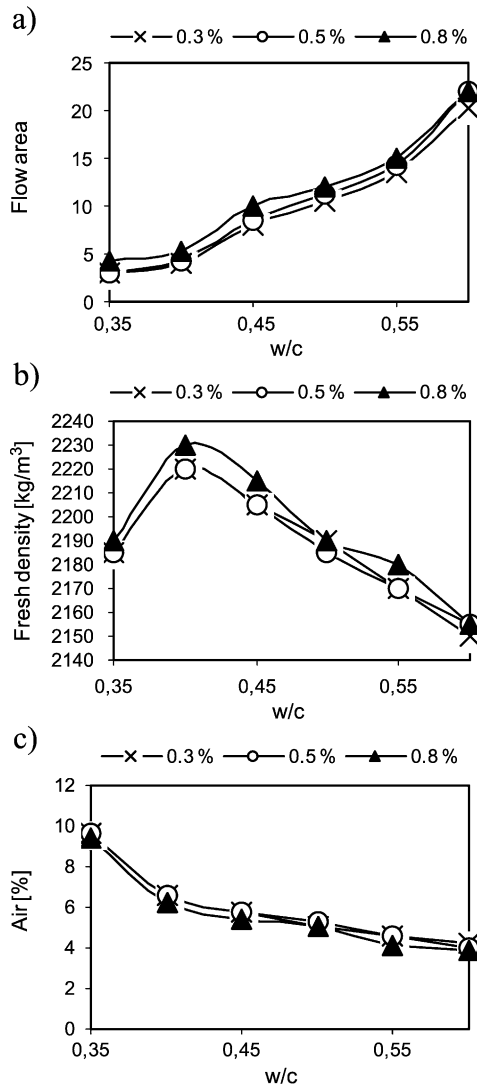 a)
0.3 % 0.5 % 0.8 %
25
20
15
10
5
0
Flow area
0,35 0,45 0,55
w/c
b)
0.3 % 0.5 % 0.8 %
2240
2230
2220
2210
2200
2190
2180
2170
2160
2150
2140
Fresh density [kg/m³]
0,35 0,45 0,55
w/c
c)
0.3 % 0.5 % 0.8 %
12
10
8
6
4
2
0
Air [%]
0,35 0,45 0,55
w/c